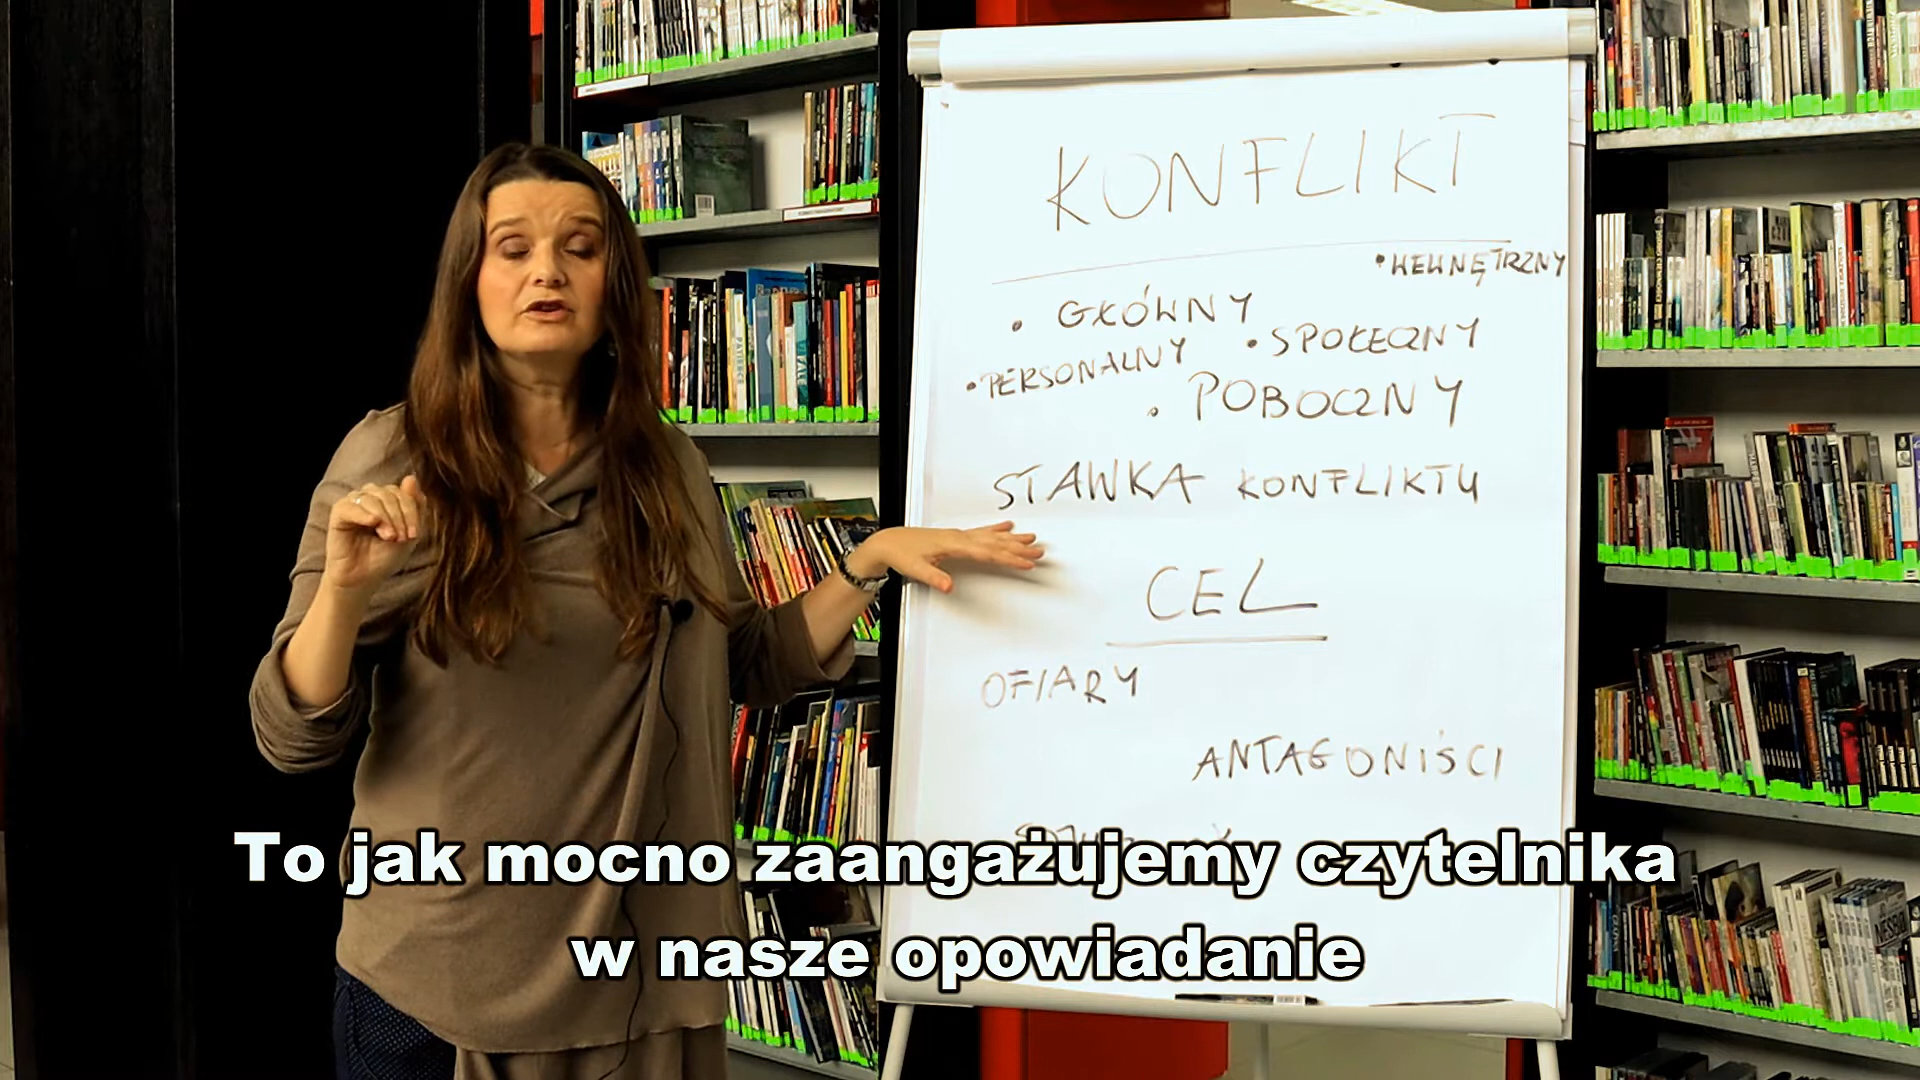 KONFLIKT
• WEWNĘTRZNY
• GŁÓWNY
• PERSONALNY • SPOŁECZNY
• POBOCZNY
STAWKA KONFLIKTU
CEL
OFIARY
ANTAGONIŚCI
To jak mocno zaangażujemy czytelnika
w nasze opowiadanie